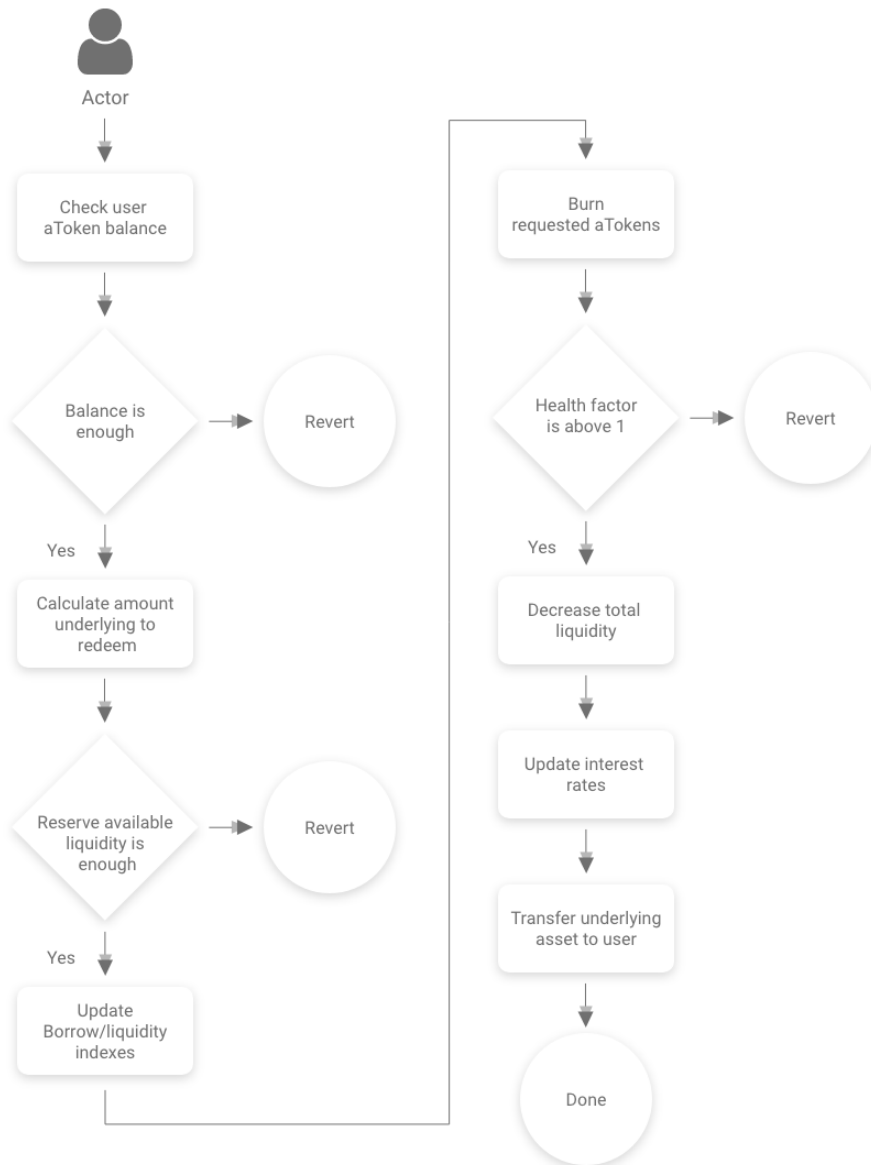 Actor
Check user
aToken balance
Balance is
enough
Revert
Yes
Calculate amount
underlying to
redeem
Reserve available
liquidity is
enough
Revert
Yes
Update
Borrow/liquidity
indexes
Burn
requested aTokens
Health factor
is above 1
Revert
Yes
Decrease total
liquidity
Update interest
rates
Transfer underlying
asset to user
Done